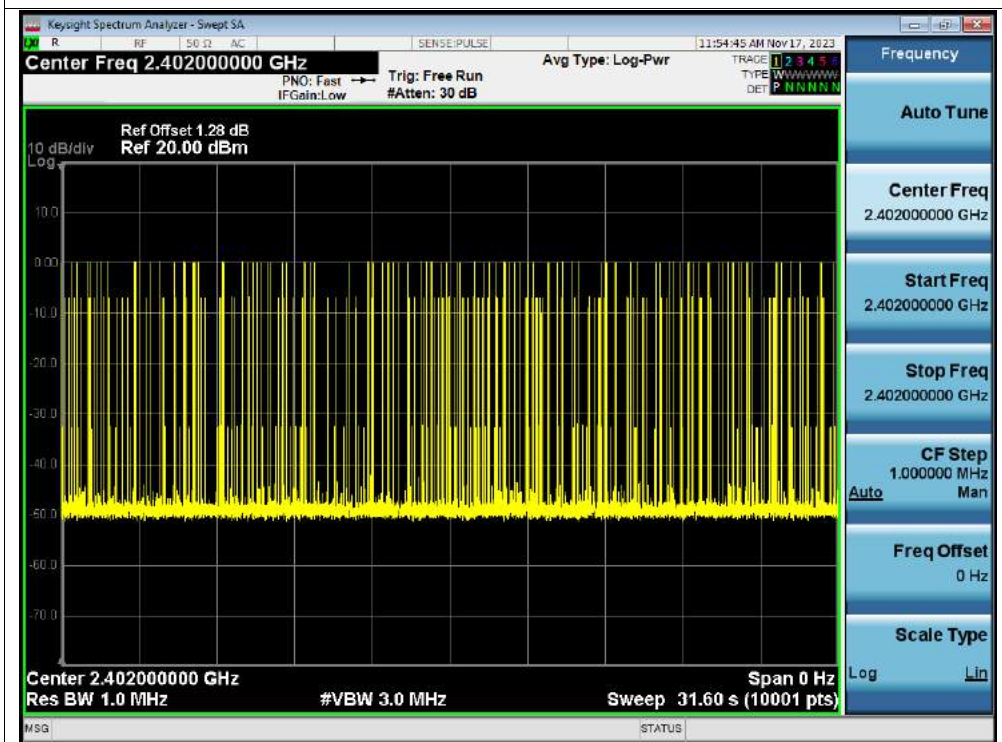 Keysight Spectrum Analyzer - Swept SA
LXI R RF 50 Ω AC SENSE:PULSE 11:54:45 AM Nov 17, 2023
Center Freq 2.402000000 GHz
PNO: Fast
IFGain:Low
Trig: Free Run
#Atten: 30 dB
Avg Type: Log-Pwr
TRACE 1 2 3 4 5 6
TYPE WWWWWW
DET P NNNNN
Ref Offset 1.28 dB
10 dB/div Ref 20.00 dBm
Log
10.0
0.00
-10.0
-20.0
-30.0
-40.0
-50.0
-60.0
-70.0
Center 2.402000000 GHz Span 0 Hz
Res BW 1.0 MHz #VBW 3.0 MHz Sweep 31.60 s (10001 pts)
MSG STATUS
Frequency
Auto Tune
Center Freq
2.402000000 GHz
Start Freq
2.402000000 GHz
Stop Freq
2.402000000 GHz
CF Step
1.000000 MHz
Auto Man
Freq Offset
0 Hz
Scale Type
Log Lin